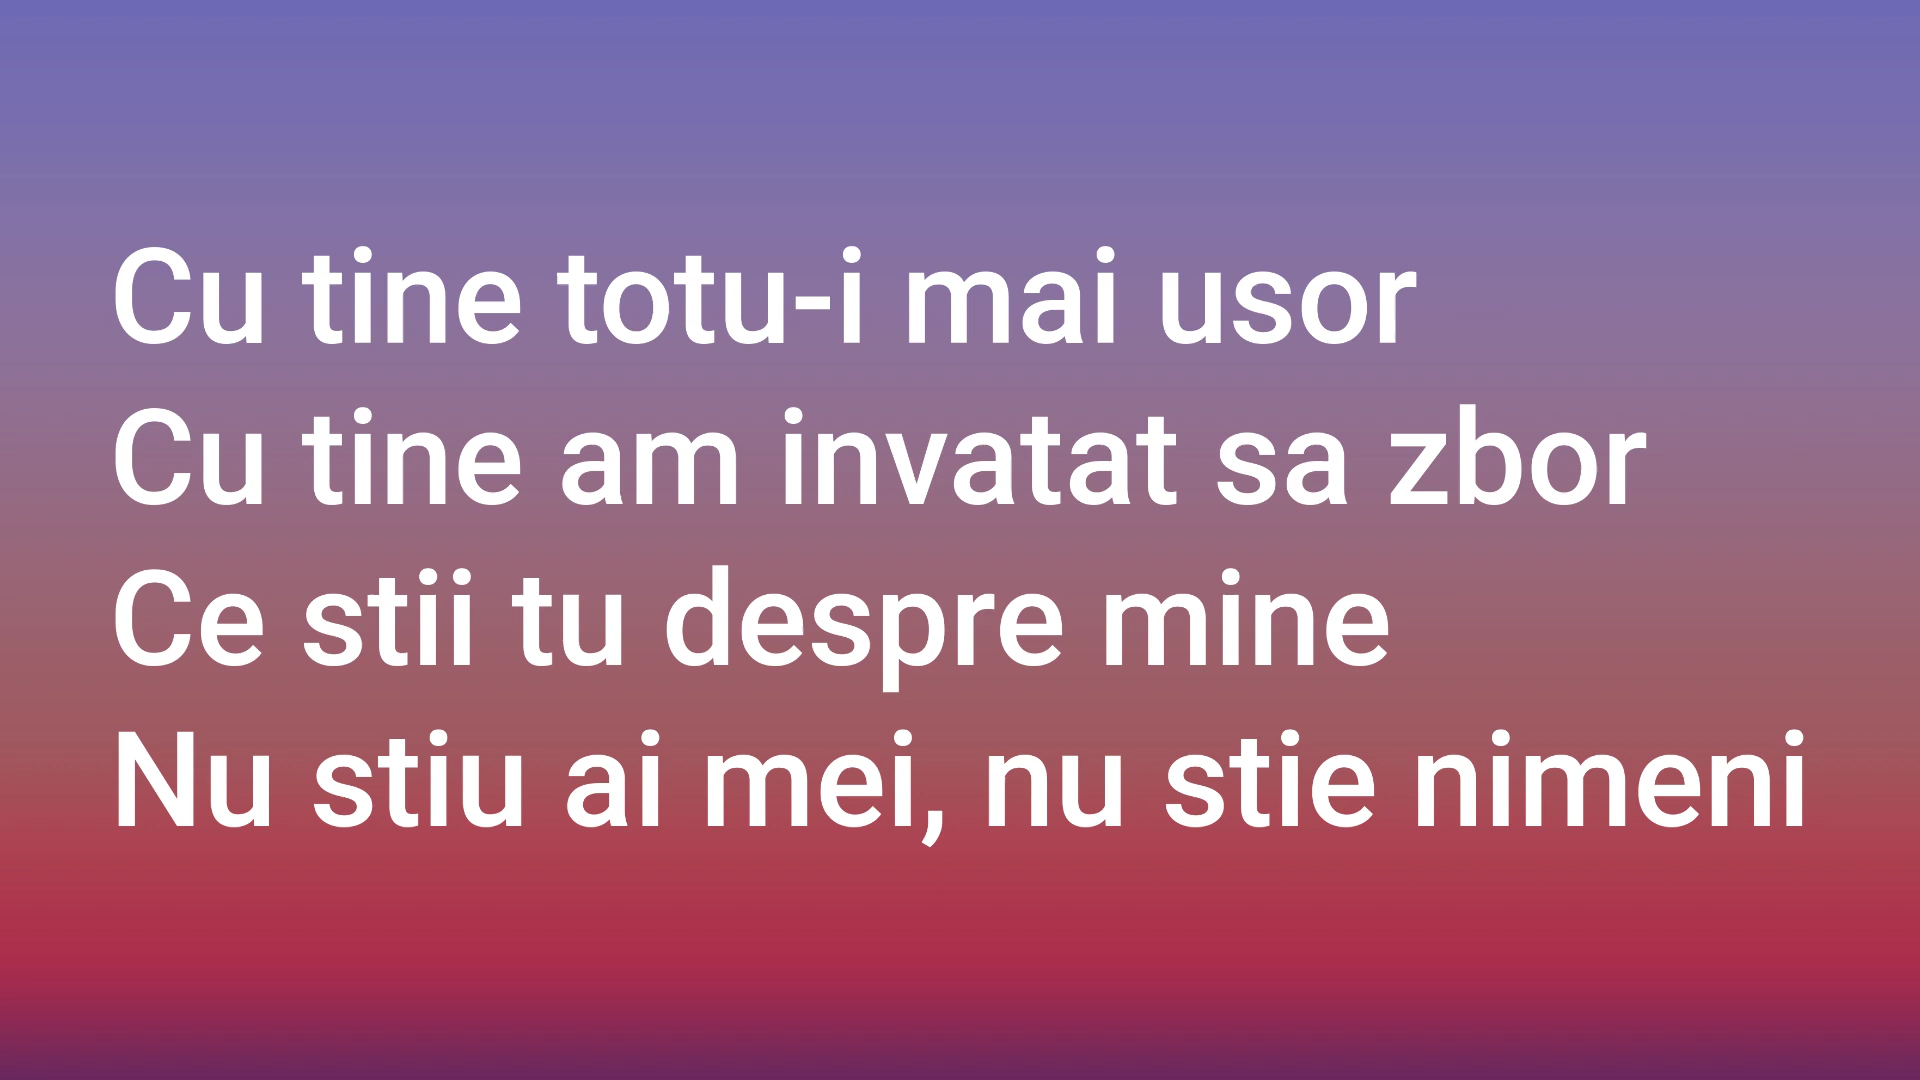 Cu tine totu-i mai usor
Cu tine am invatat sa zbor
Ce stii tu despre mine
Nu stiu ai mei, nu stie nimeni